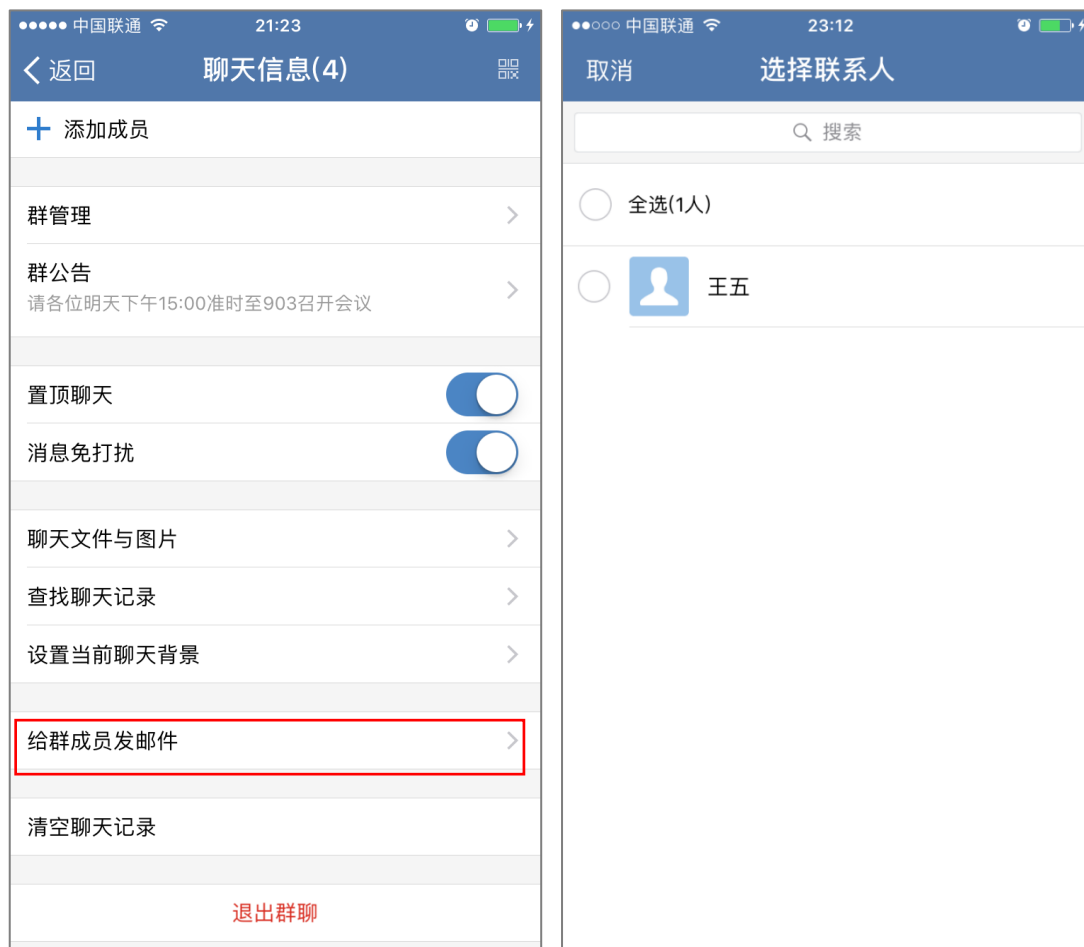 中国联通 21:23
返回 聊天信息(4)
添加成员
群管理
群公告
请各位明天下午15:00准时至903召开会议
置顶聊天
消息免打扰
聊天文件与图片
查找聊天记录
设置当前聊天背景
给群成员发邮件
清空聊天记录
退出群聊
中国联通 23:12
取消 选择联系人
搜索
全选(1人)
王五